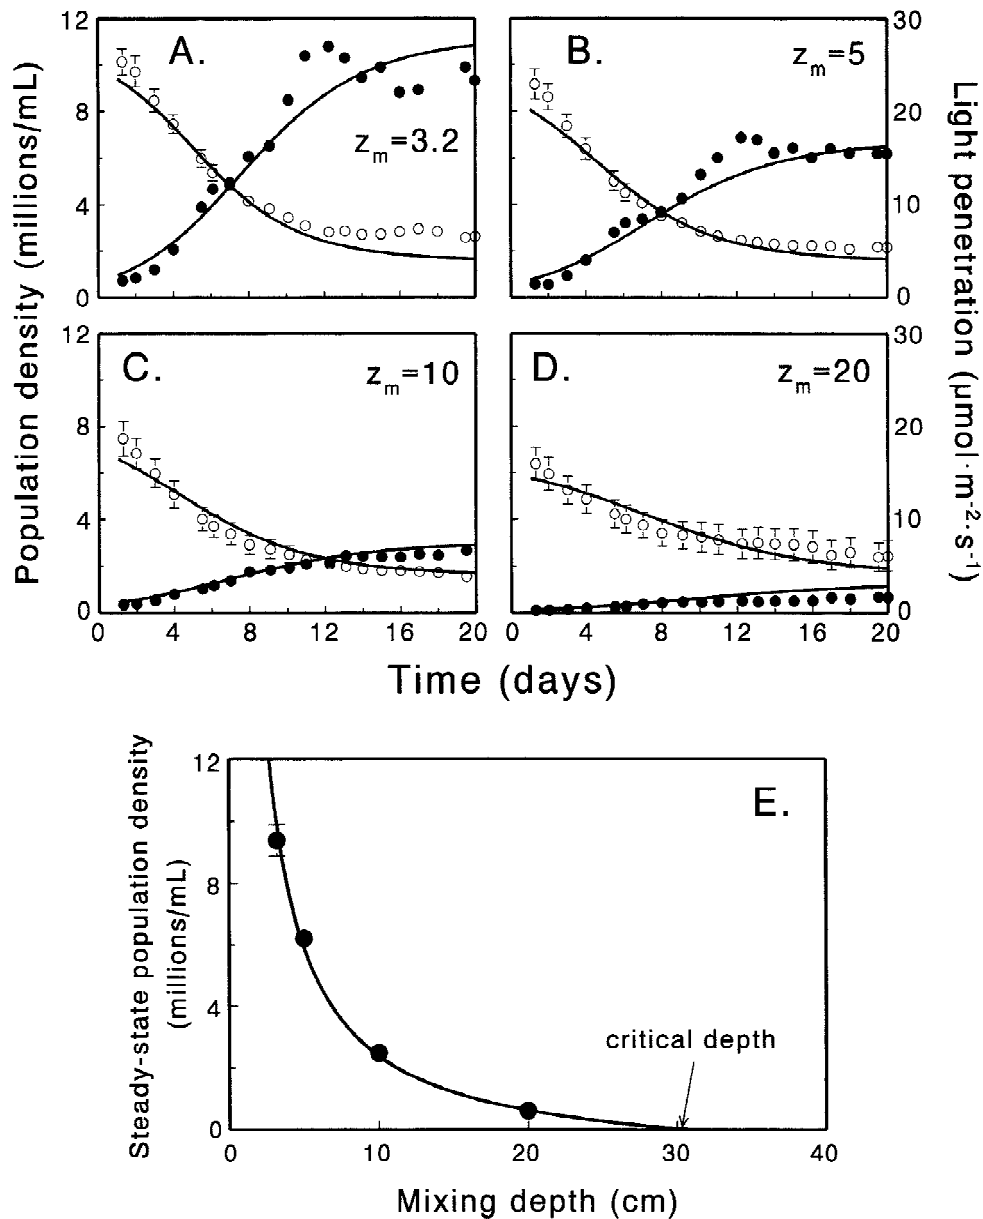 12 A. B. 30
z_m=5
8 20
z_m=3.2
4 10
0 0
Population density (millions/mL)
Light penetration (µmol·m⁻²·s⁻¹)
12 C. D. 30
z_m=10 z_m=20
8 20
4 10
0 0
0 4 8 12 16 20 0 4 8 12 16 20
Time (days)
Steady-state population density
(millions/mL)
12
E.
8
4
critical depth
0
0 10 20 30 40
Mixing depth (cm)